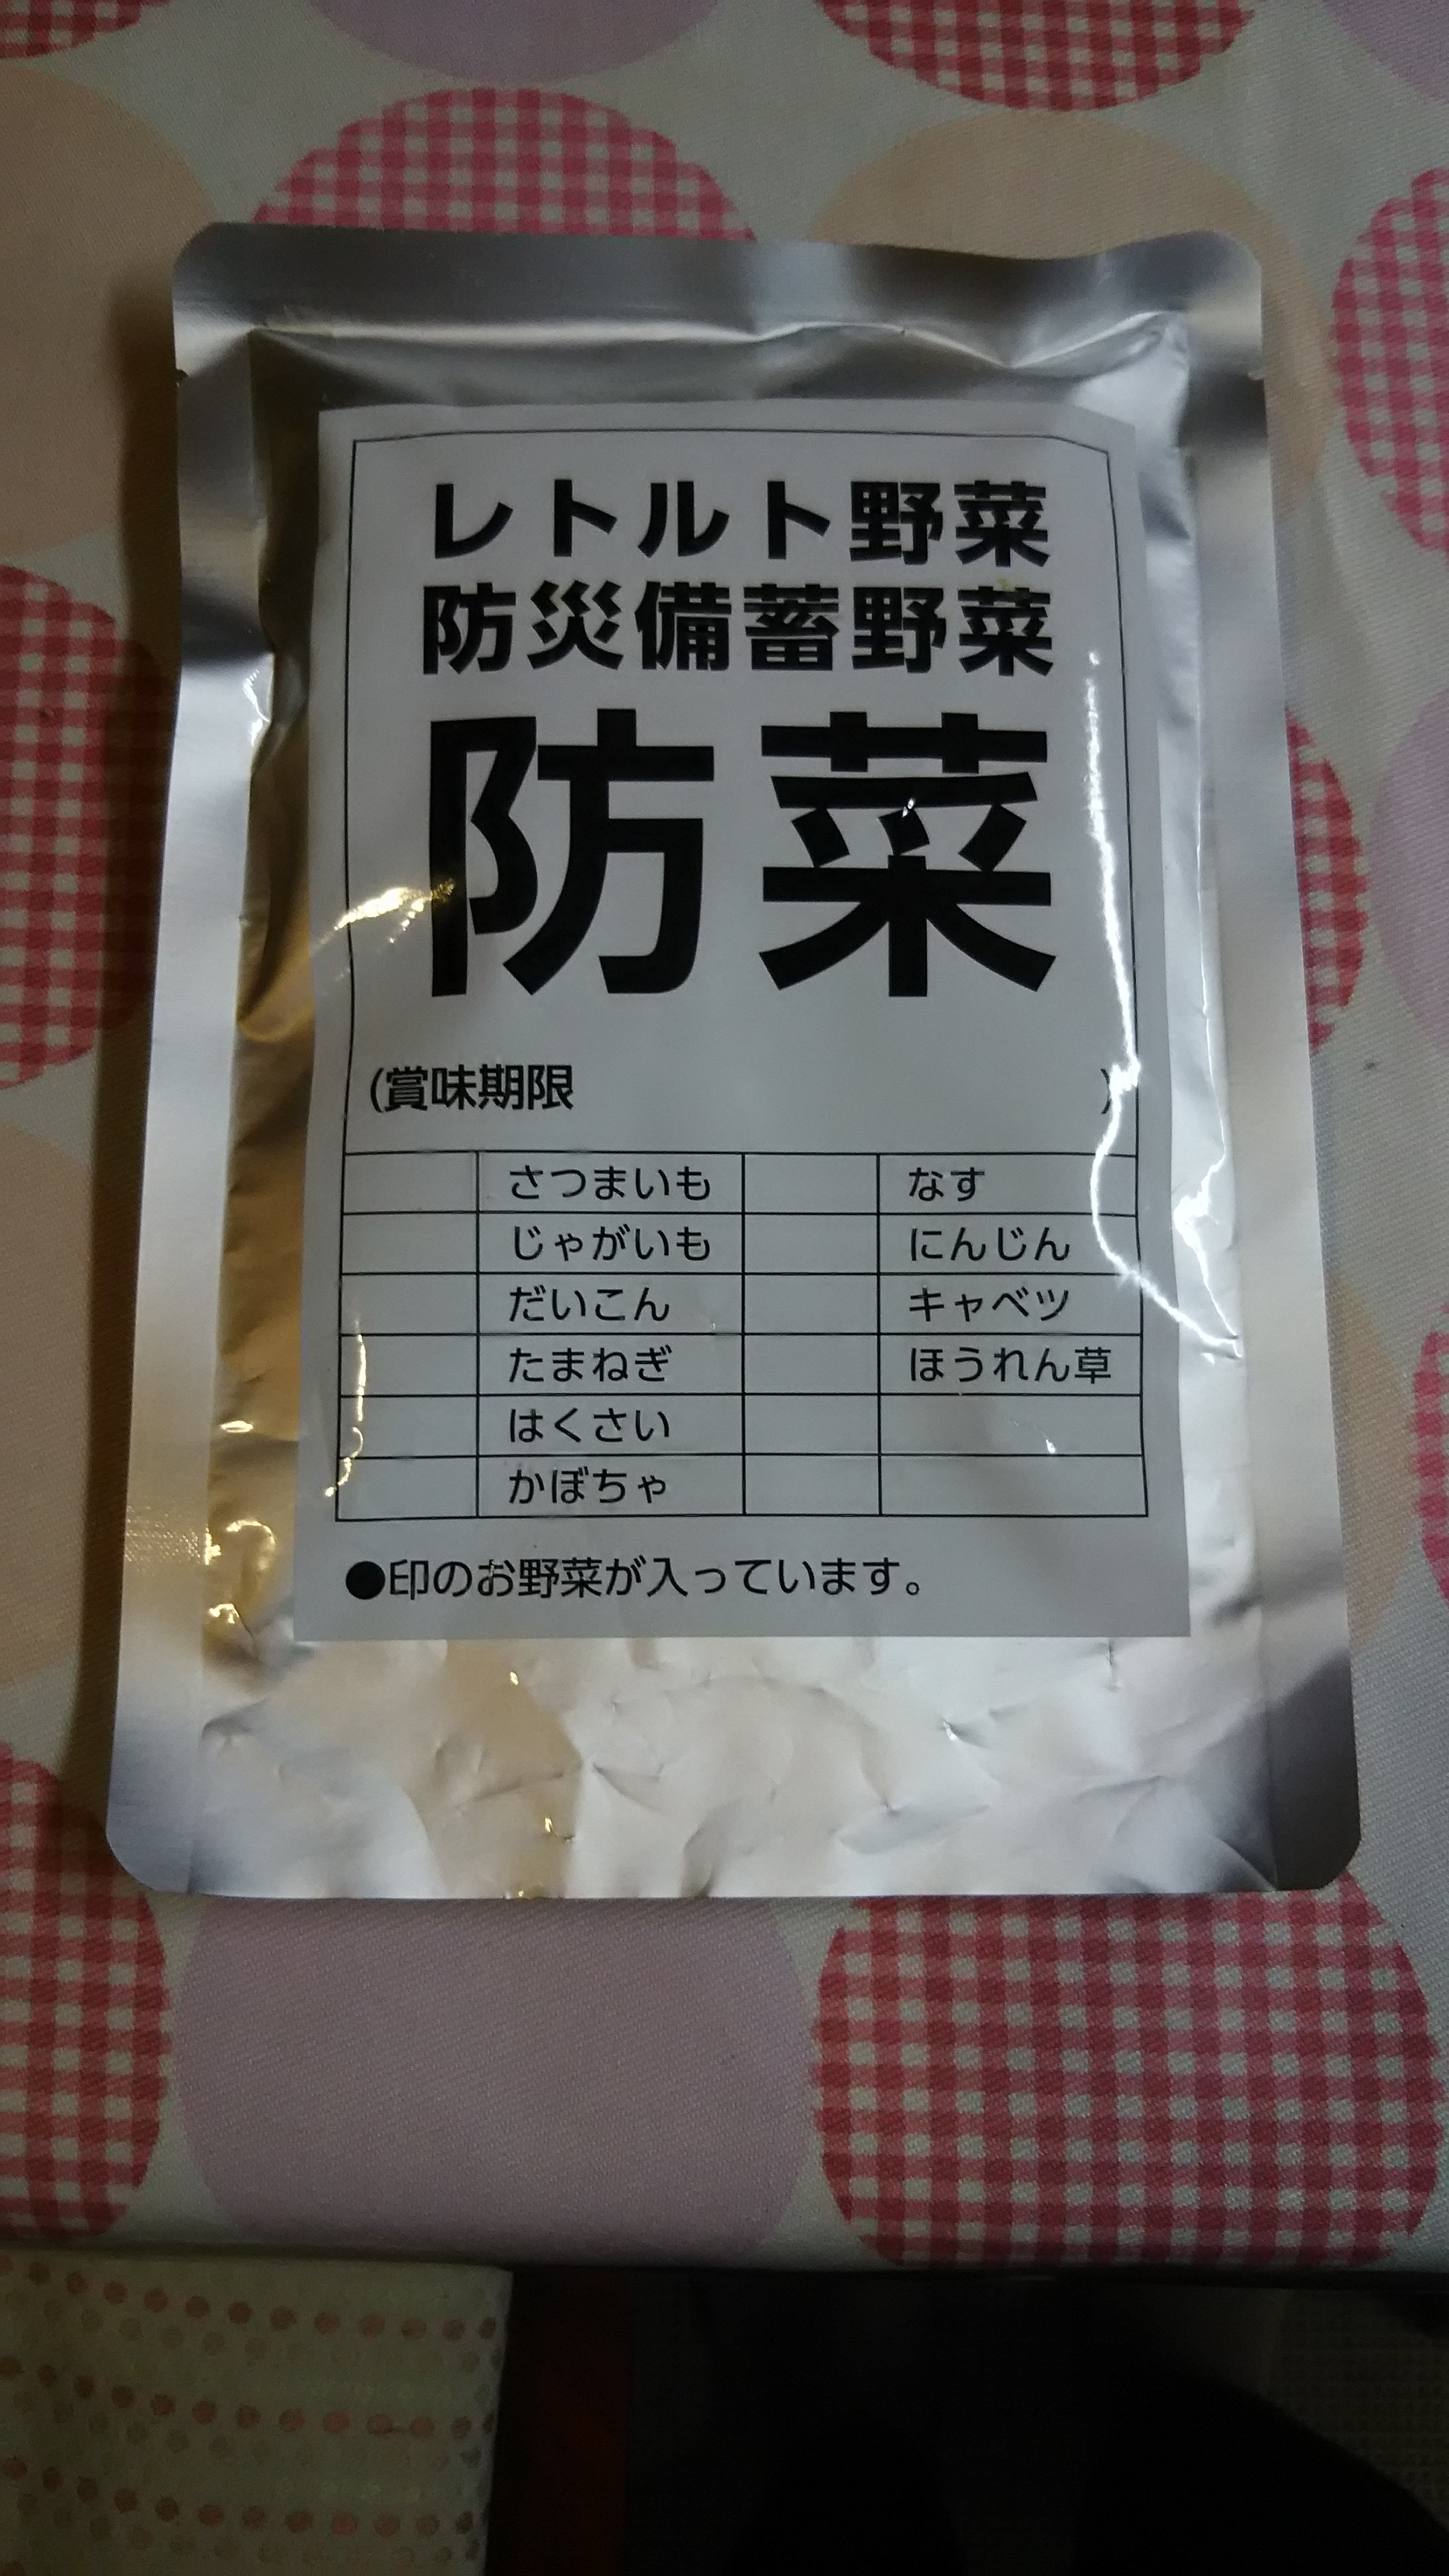 レトルト野菜
防災備蓄野菜
防菜
(賞味期限 )
さつまいも なす
じゃがいも にんじん
だいこん キャベツ
たまねぎ ほうれん草
はくさい
かぼちゃ
●印のお野菜が入っています。